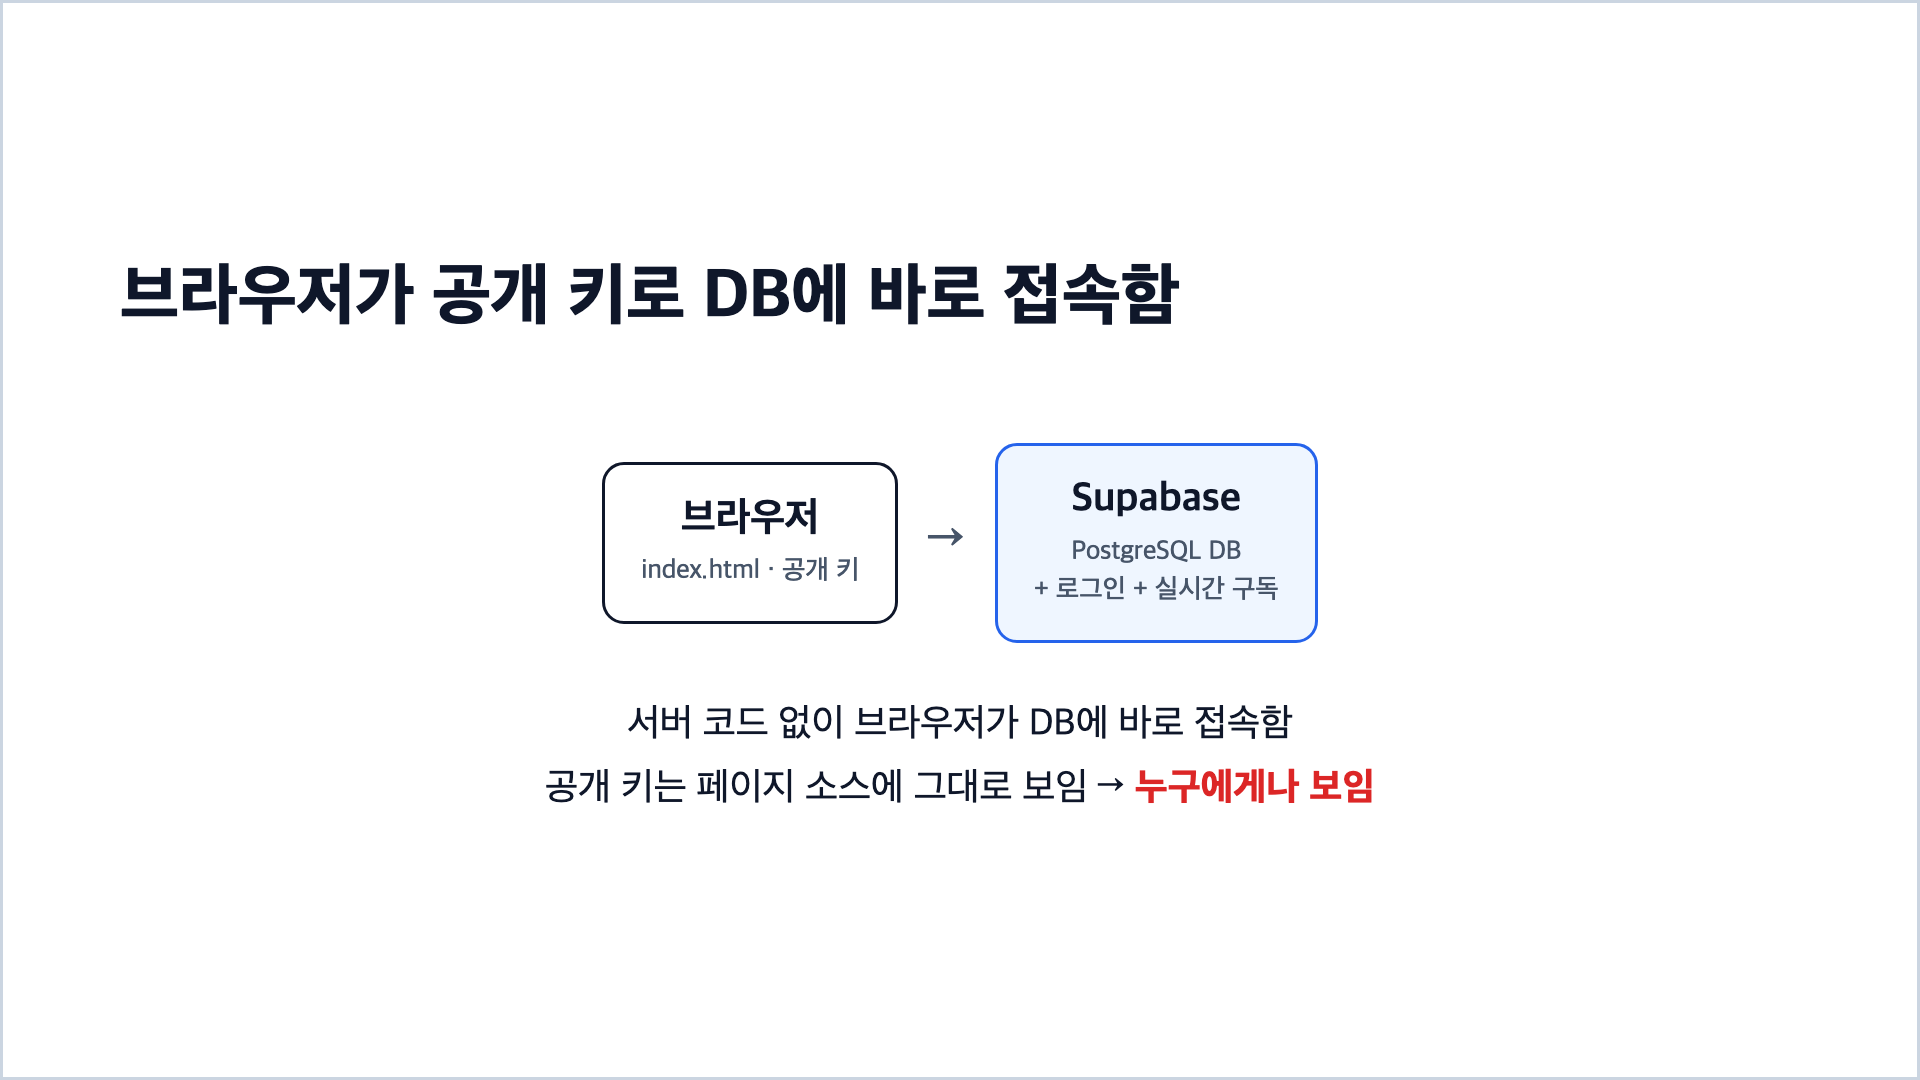 브라우저가 공개 키로 DB에 바로 접속함
브라우저
index.html · 공개 키
→
Supabase
PostgreSQL DB
+ 로그인 + 실시간 구독
서버 코드 없이 브라우저가 DB에 바로 접속함
공개 키는 페이지 소스에 그대로 보임 → 누구에게나 보임